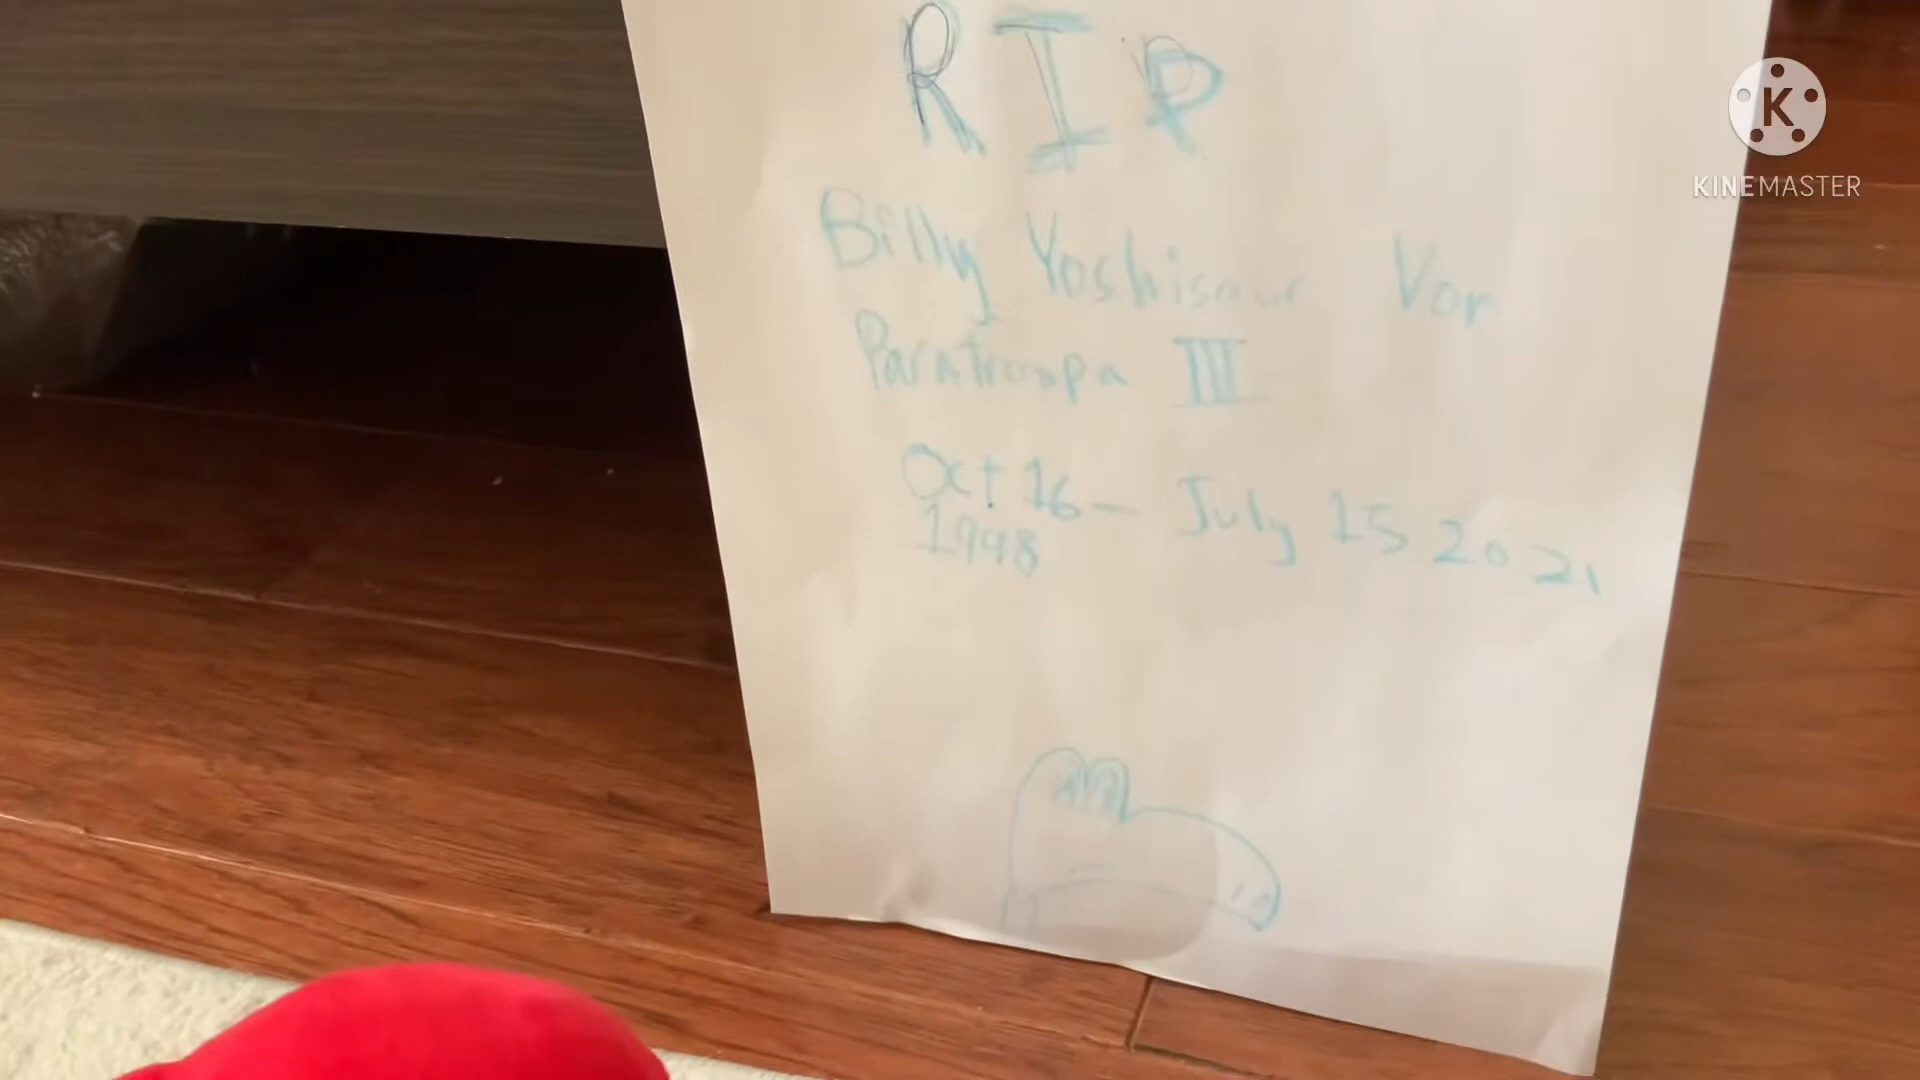 RIP
Billy Yoshisaur Von
Paratroopa III
Oct 16 – July 15 2021
1998
K
KINEMASTER